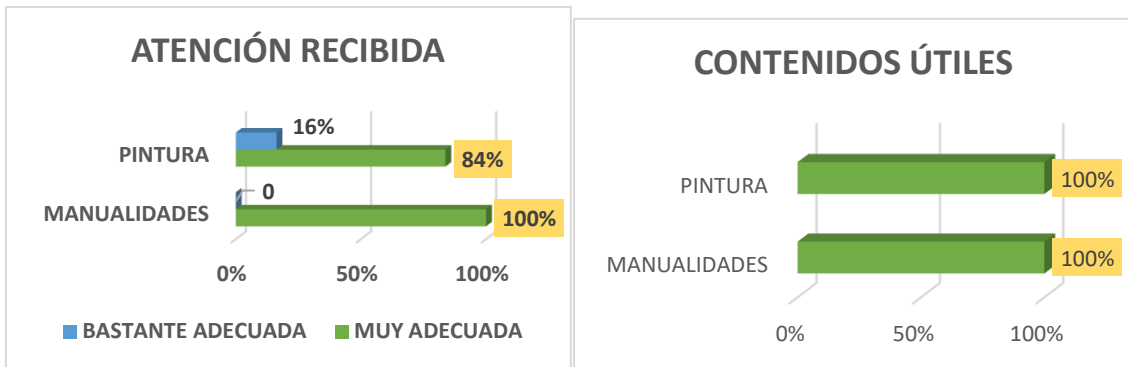 ATENCIÓN RECIBIDA
16%
PINTURA
84%
0
MANUALIDADES
100%
0% 50% 100%
BASTANTE ADECUADA MUY ADECUADA
CONTENIDOS ÚTILES
PINTURA
100%
MANUALIDADES
100%
0% 50% 100%